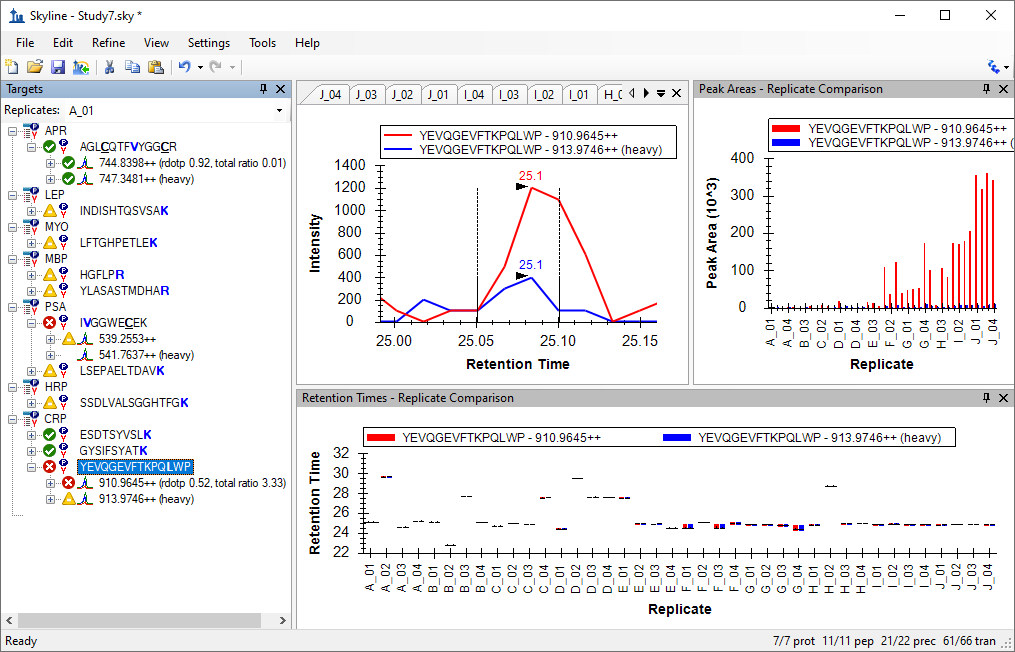 Skyline - Study7.sky *
File Edit Refine View Settings Tools Help
Targets
Replicates: A_01
APR
AGLCQTFVYGGCR
744.8398++ (rdotp 0.92, total ratio 0.01)
747.3481++ (heavy)
LEP
INDISHTQSVSAK
MYO
LFTGHPETLEK
MBP
HGFLPR
YLASASTMDHAR
PSA
IVGGWECEK
539.2553++
541.7637++ (heavy)
LSEPAELTDAVK
HRP
SSDLVALSGGHTFGK
CRP
ESDTSYVSLK
GYSIFSYATK
YEVQGEVFTKPQLWP
910.9645++ (rdotp 0.52, total ratio 3.33)
913.9746++ (heavy)
J_04 J_03 J_02 J_01 I_04 I_03 I_02 I_01 H_0
YEVQGEVFTKPQLWP - 910.9645++
YEVQGEVFTKPQLWP - 913.9746++ (heavy)
1400
1200
1000
800
600
400
200
0
Intensity
25.1
25.1
25.00 25.05 25.10 25.15
Retention Time
Peak Areas - Replicate Comparison
YEVQGEVFTKPQLWP - 910.9645++
YEVQGEVFTKPQLWP - 913.9746++ (
400
300
200
100
0
Peak Area (10^3)
A_01 A_04 B_03 C_02 D_01 D_04 E_03 F_02 G_01 G_04 H_03 I_02 J_01 J_04
Replicate
Retention Times - Replicate Comparison
YEVQGEVFTKPQLWP - 910.9645++ YEVQGEVFTKPQLWP - 913.9746++ (heavy)
32
30
28
26
24
22
Retention Time
A_01 A_02 A_03 A_04 B_01 B_02 B_03 B_04 C_01 C_02 C_03 C_04 D_01 D_02 D_03 D_04 E_01 E_02 E_03 E_04 F_01 F_02 F_03 F_04 G_01 G_02 G_03 G_04 H_01 H_02 H_03 H_04 I_01 I_02 I_03 I_04 J_01 J_02 J_03 J_04
Replicate
Ready
7/7 prot 11/11 pep 21/22 prec 61/66 tran